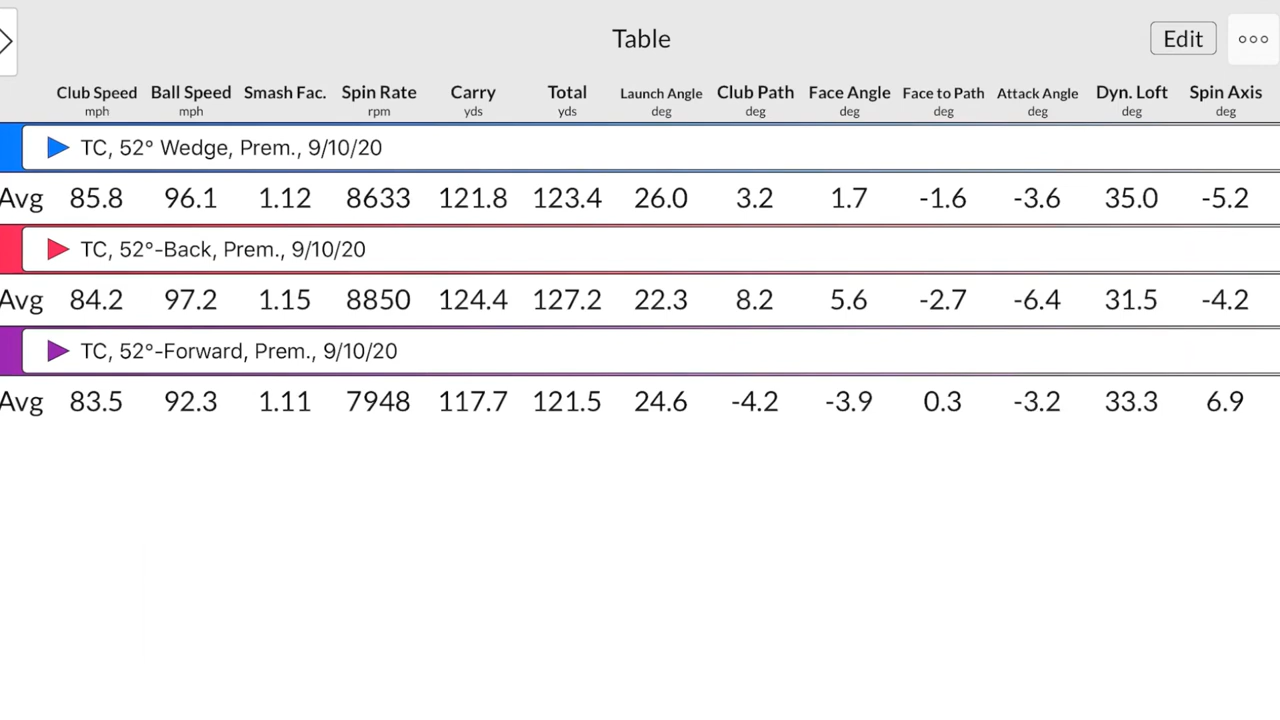 Table
Edit
Club Speed Ball Speed Smash Fac. Spin Rate Carry Total Launch Angle Club Path Face Angle Face to Path Attack Angle Dyn. Loft Spin Axis
mph mph rpm yds yds deg deg deg deg deg deg deg
TC, 52° Wedge, Prem., 9/10/20
Avg 85.8 96.1 1.12 8633 121.8 123.4 26.0 3.2 1.7 -1.6 -3.6 35.0 -5.2
TC, 52°-Back, Prem., 9/10/20
Avg 84.2 97.2 1.15 8850 124.4 127.2 22.3 8.2 5.6 -2.7 -6.4 31.5 -4.2
TC, 52°-Forward, Prem., 9/10/20
Avg 83.5 92.3 1.11 7948 117.7 121.5 24.6 -4.2 -3.9 0.3 -3.2 33.3 6.9